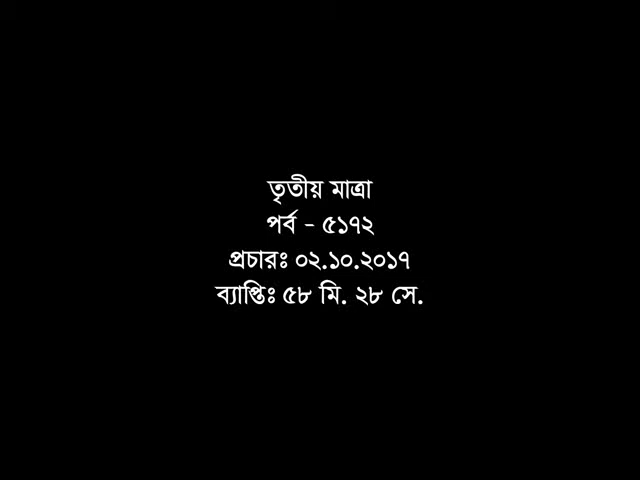 তৃতীয় মাত্রা
পর্ব - ৫১৭২
প্রচারঃ ০২.১০.২০১৭
ব্যাপ্তিঃ ৫৮ মি. ২৮ সে.